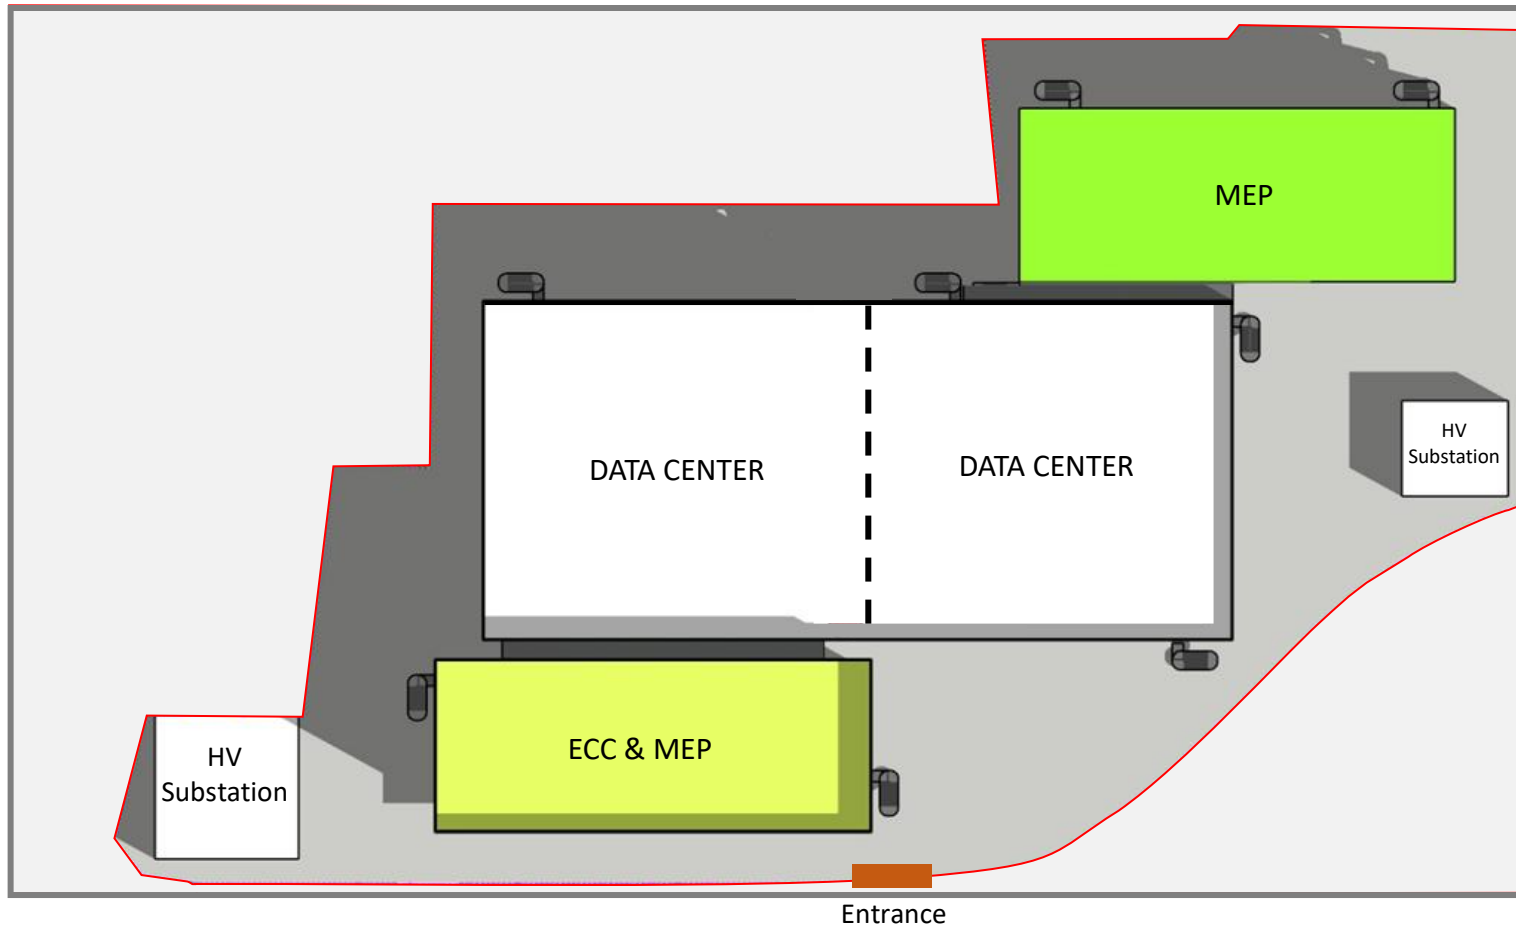 MEP
DATA CENTER
DATA CENTER
HV
Substation
ECC & MEP
HV
Substation
Entrance